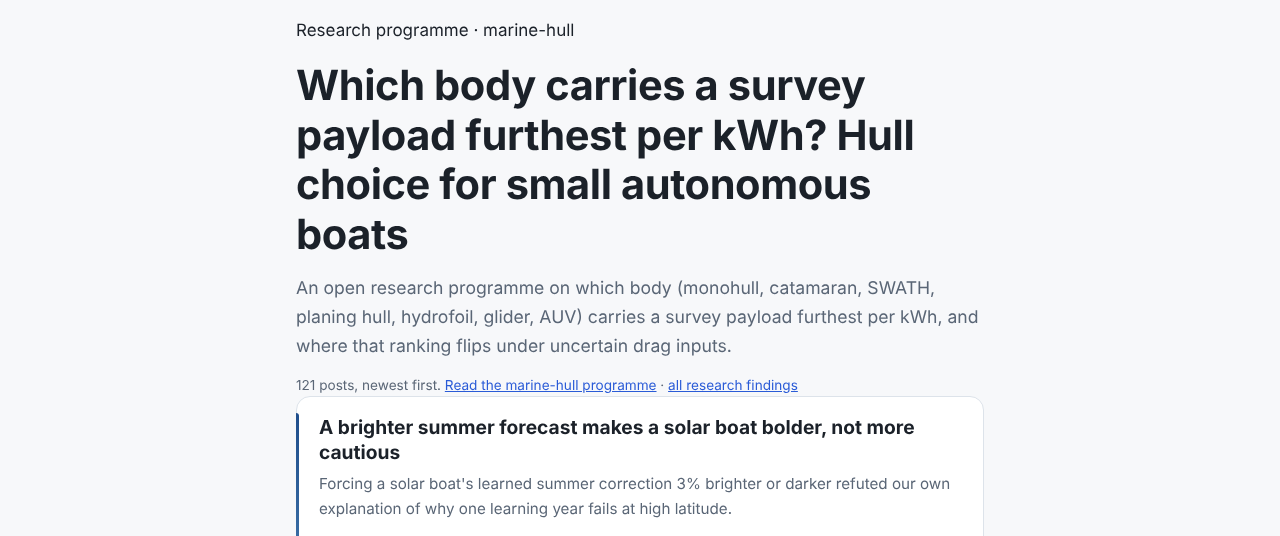 Research programme · marine-hull
Which body carries a survey
payload furthest per kWh? Hull
choice for small autonomous
boats
An open research programme on which body (monohull, catamaran, SWATH,
planing hull, hydrofoil, glider, AUV) carries a survey payload furthest per kWh, and
where that ranking flips under uncertain drag inputs.
121 posts, newest first. Read the marine-hull programme · all research findings
A brighter summer forecast makes a solar boat bolder, not more
cautious
Forcing a solar boat's learned summer correction 3% brighter or darker refuted our own
explanation of why one learning year fails at high latitude.